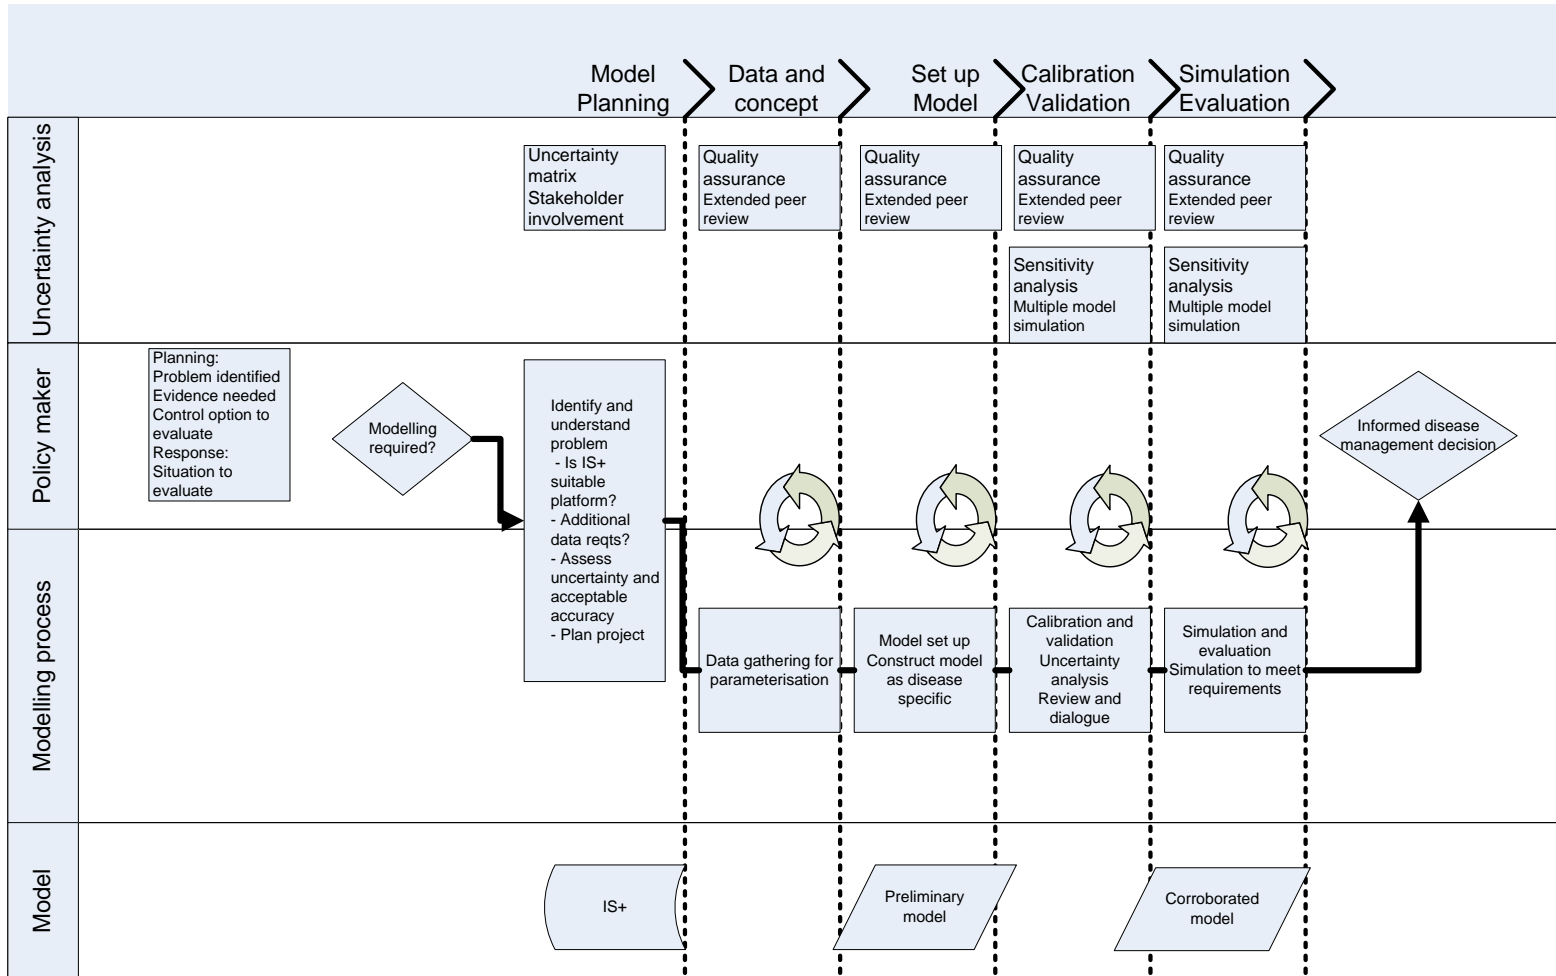 Model
Planning
Data and
concept
Set up
Model
Calibration
Validation
Simulation
Evaluation
Uncertainty analysis
Uncertainty
matrix
Stakeholder
involvement
Quality
assurance
Extended peer
review
Quality
assurance
Extended peer
review
Quality
assurance
Extended peer
review
Quality
assurance
Extended peer
review
Sensitivity
analysis
Multiple model
simulation
Sensitivity
analysis
Multiple model
simulation
Policy maker
Planning:
Problem identified
Evidence needed
Control option to
evaluate
Response:
Situation to
evaluate
Modelling
required?
Identify and
understand
problem
- Is IS+
suitable
platform?
- Additional
data reqts?
- Assess
uncertainty and
acceptable
accuracy
- Plan project
Informed disease
management decision
Modelling process
Data gathering for
parameterisation
Model set up
Construct model
as disease
specific
Calibration and
validation
Uncertainty
analysis
Review and
dialogue
Simulation and
evaluation
Simulation to meet
requirements
Model
IS+
Preliminary
model
Corroborated
model